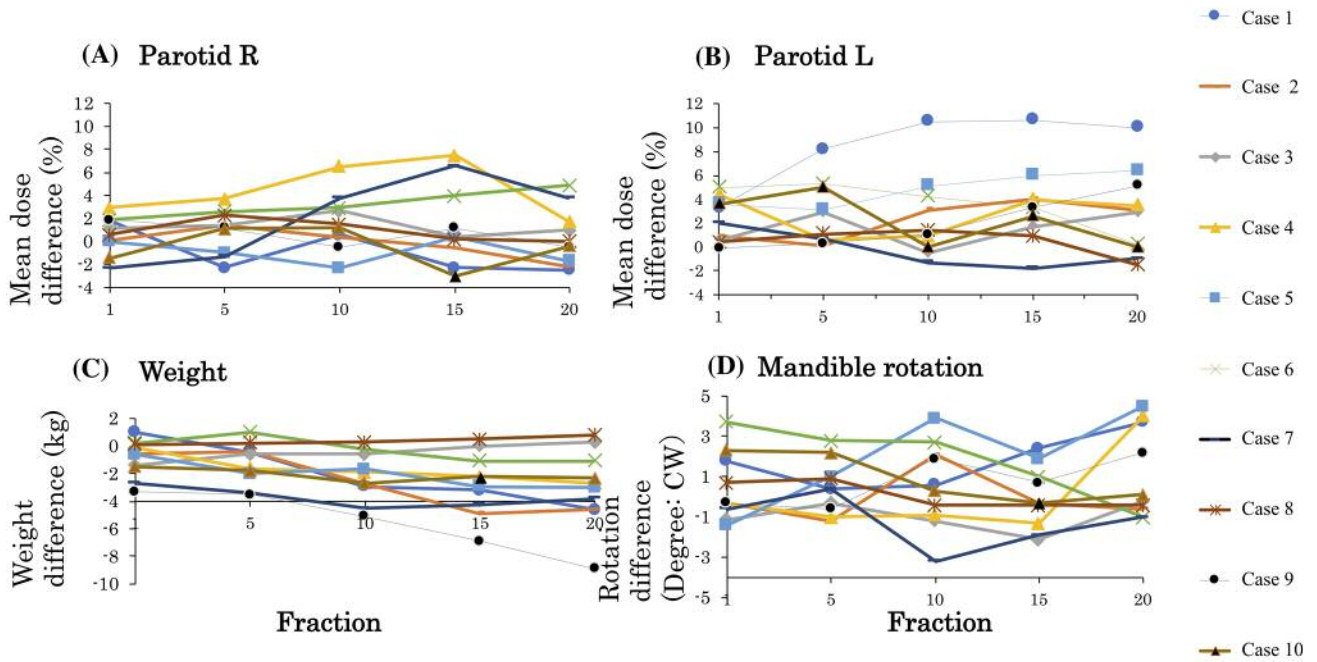 (A) Parotid R
Mean dose
difference (%)
12
10
8
6
4
2
0
-2
-4
1 5 10 15 20
(B) Parotid L
Mean dose
difference (%)
12
10
8
6
4
2
0
-2
-4
1 5 10 15 20
(C) Weight
Weight
difference (kg)
2
0
-2
-4
-6
-8
-10
5 10 15 20
Fraction
(D) Mandible rotation
Rotation
difference
(Degree: CW)
5
3
1
-1
-3
-5
1 5 10 15 20
Fraction
Case 1
Case 2
Case 3
Case 4
Case 5
Case 6
Case 7
Case 8
Case 9
Case 10